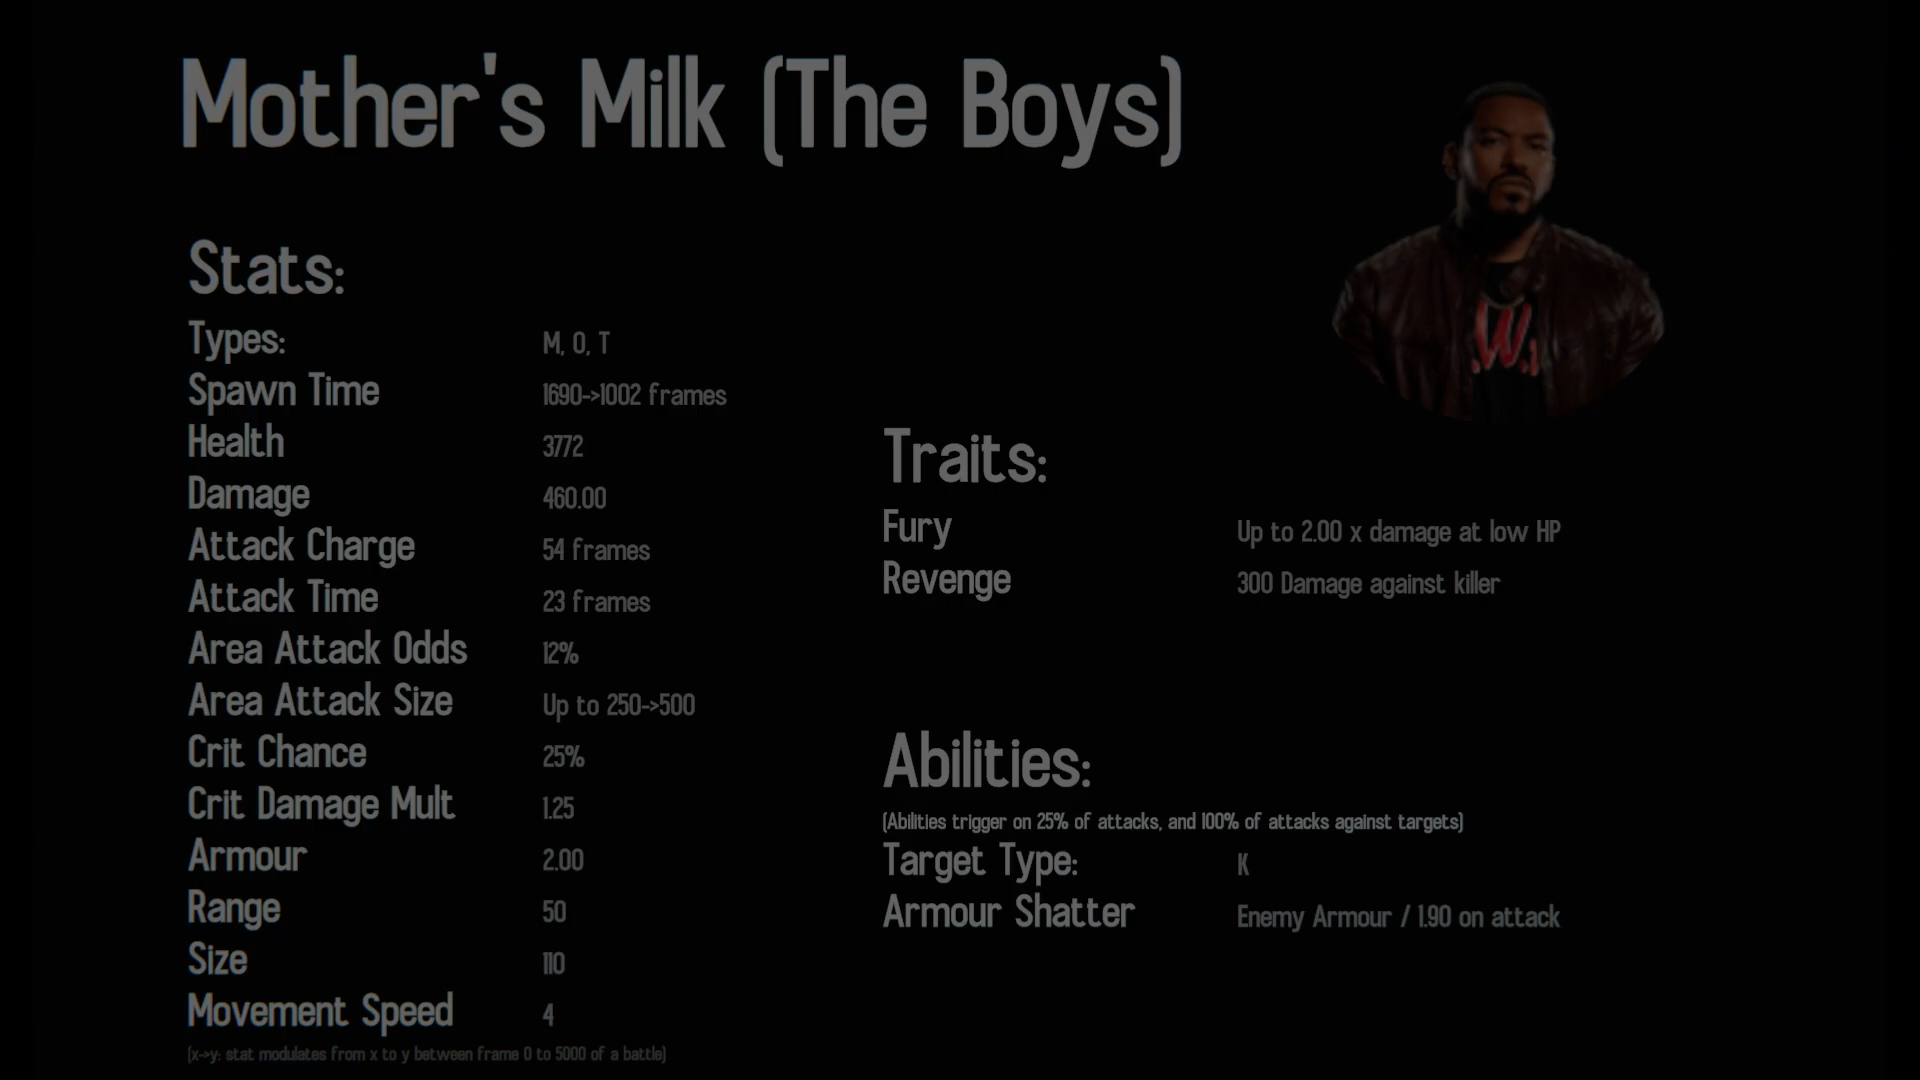 Mother's Milk (The Boys)
Stats:
Types: M, O, T
Spawn Time 1690->1002 frames
Health 3772
Damage 460.00
Attack Charge 54 frames
Attack Time 23 frames
Area Attack Odds 12%
Area Attack Size Up to 250->500
Crit Chance 25%
Crit Damage Mult 1.25
Armour 2.00
Range 50
Size 110
Movement Speed 4
(x->y: stat modulates from x to y between frame 0 to 5000 of a battle)
Traits:
Fury Up to 2.00 x damage at low HP
Revenge 300 Damage against killer
Abilities:
(Abilities trigger on 25% of attacks, and 100% of attacks against targets)
Target Type: K
Armour Shatter Enemy Armour / 1.90 on attack
.W.